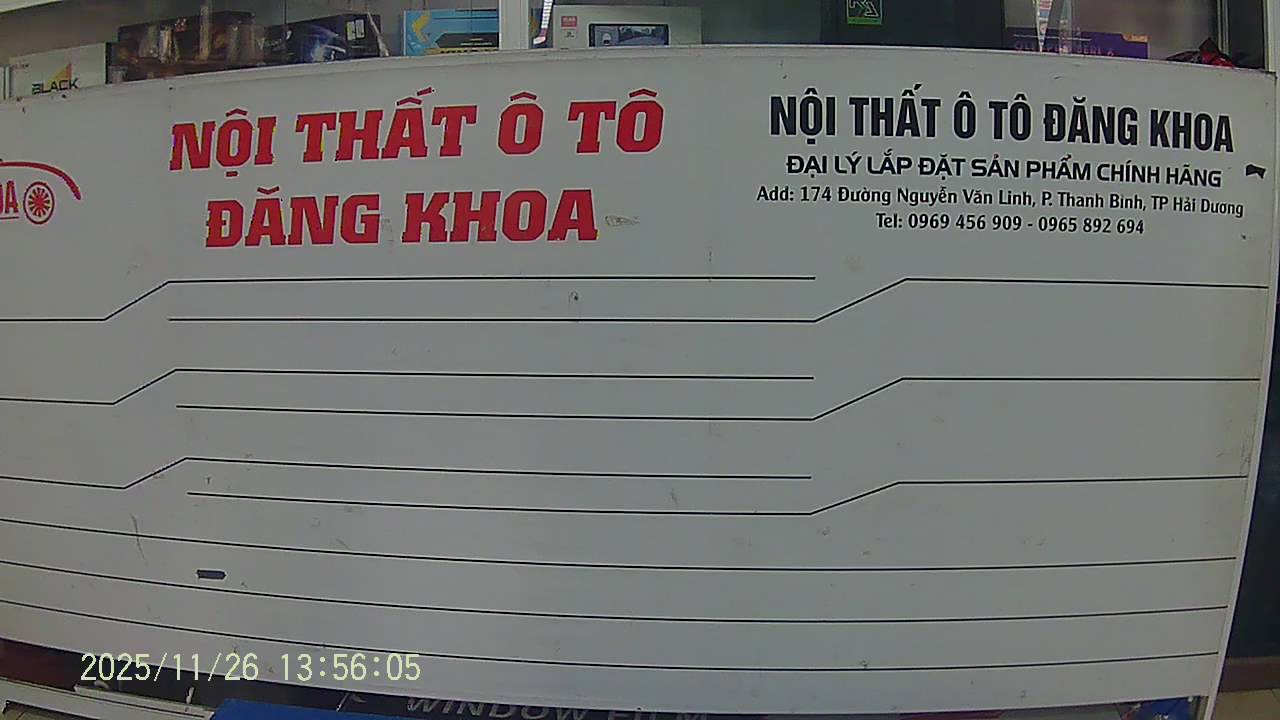 BLACK
NỘI THẤT Ô TÔ
ĐĂNG KHOA
NỘI THẤT Ô TÔ ĐĂNG KHOA
ĐẠI LÝ LẮP ĐẶT SẢN PHẨM CHÍNH HÃNG
Add: 174 Đường Nguyễn Văn Linh, P. Thanh Bình, TP Hải Dương
Tel: 0969 456 909 - 0965 892 694
2025/11/26 13:56:05
WINDOW FILM